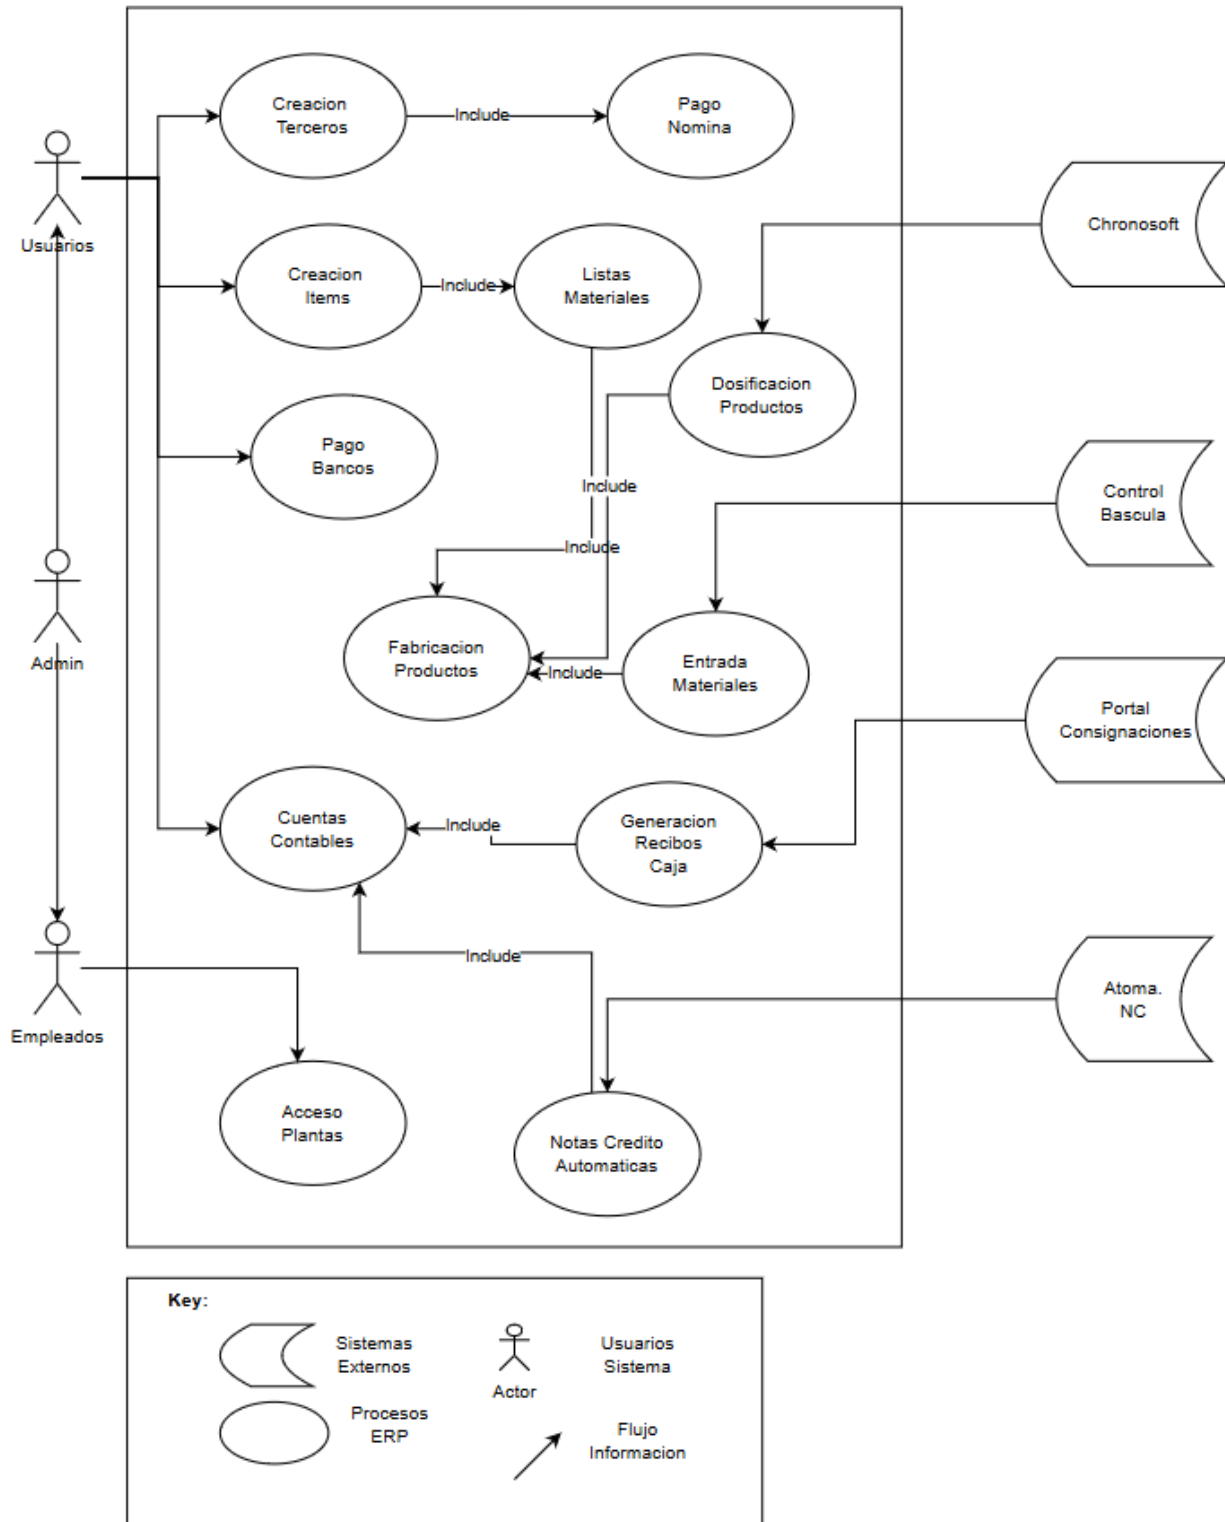 Creacion
Terceros
Include
Pago
Nomina
Usuarios
Chronosoft
Creacion
Items
Include
Listas
Materiales
Dosificacion
Productos
Pago
Bancos
Include
Control
Bascula
Include
Admin
Fabricacion
Productos
Include
Entrada
Materiales
Portal
Consignaciones
Cuentas
Contables
Include
Generacion
Recibos
Caja
Include
Atoma.
NC
Empleados
Acceso
Plantas
Notas Credito
Automaticas
Key:
Sistemas
Externos
Actor
Usuarios
Sistema
Procesos
ERP
Flujo
Informacion